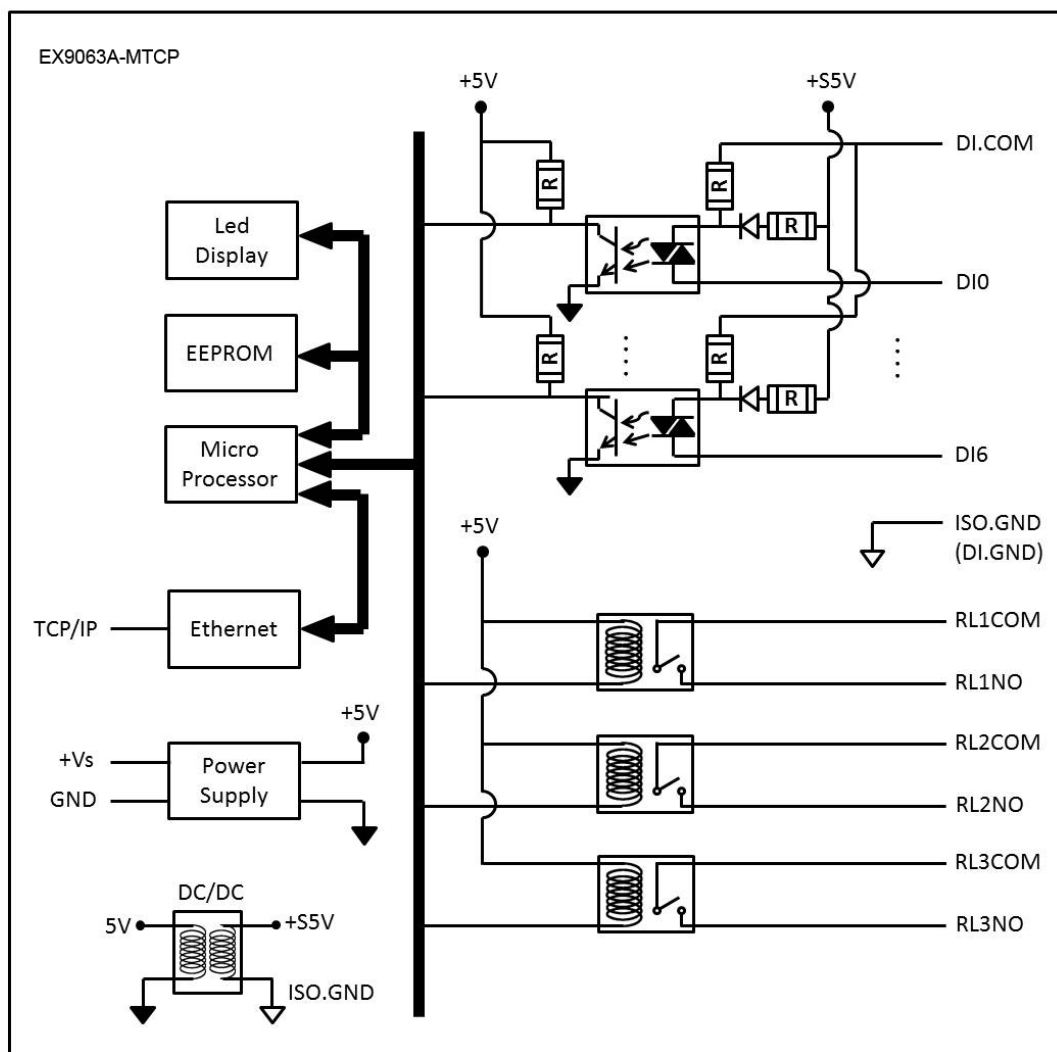 EX9063A-MTCP
+5V
+S5V
DI.COM
R
R
R
DI0
Led
Display
EEPROM
R
R
R
DI6
Micro
Processor
ISO.GND
(DI.GND)
+5V
TCP/IP
Ethernet
RL1COM
RL1NO
+5V
+Vs
GND
Power
Supply
RL2COM
RL2NO
RL3COM
RL3NO
DC/DC
5V
+S5V
ISO.GND